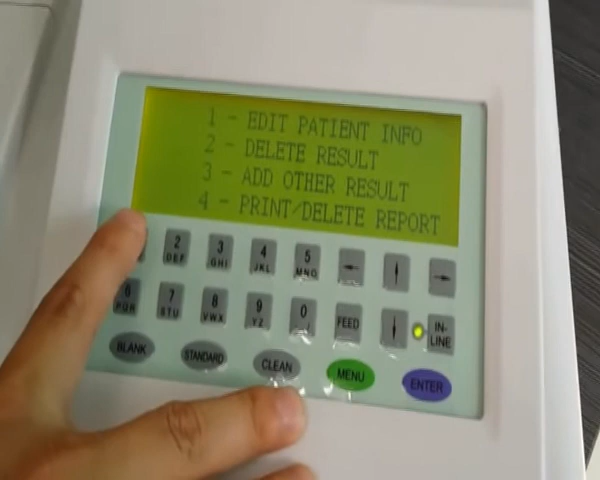 1 - EDIT PATIENT INFO
2 - DELETE RESULT
3 - ADD OTHER RESULT
4 - PRINT/DELETE REPORT
2 3 4 5
DEF GHI JKL MNO
6 7 8 9 0 FEED IN-LINE
PQR STU VWX YZ
BLANK STANDARD CLEAN MENU ENTER